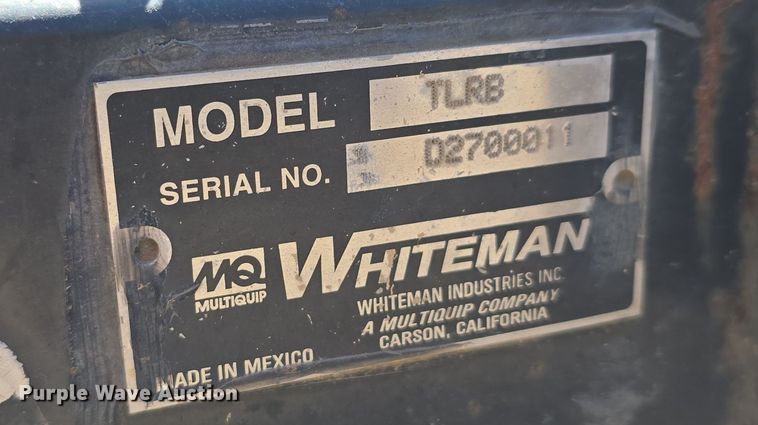 MODEL TLRB
SERIAL NO. D2700011
MQ
MULTIQUIP
WHITEMAN
WHITEMAN INDUSTRIES INC.
A MULTIQUIP COMPANY
CARSON, CALIFORNIA
MADE IN MEXICO
Purple Wave Auction